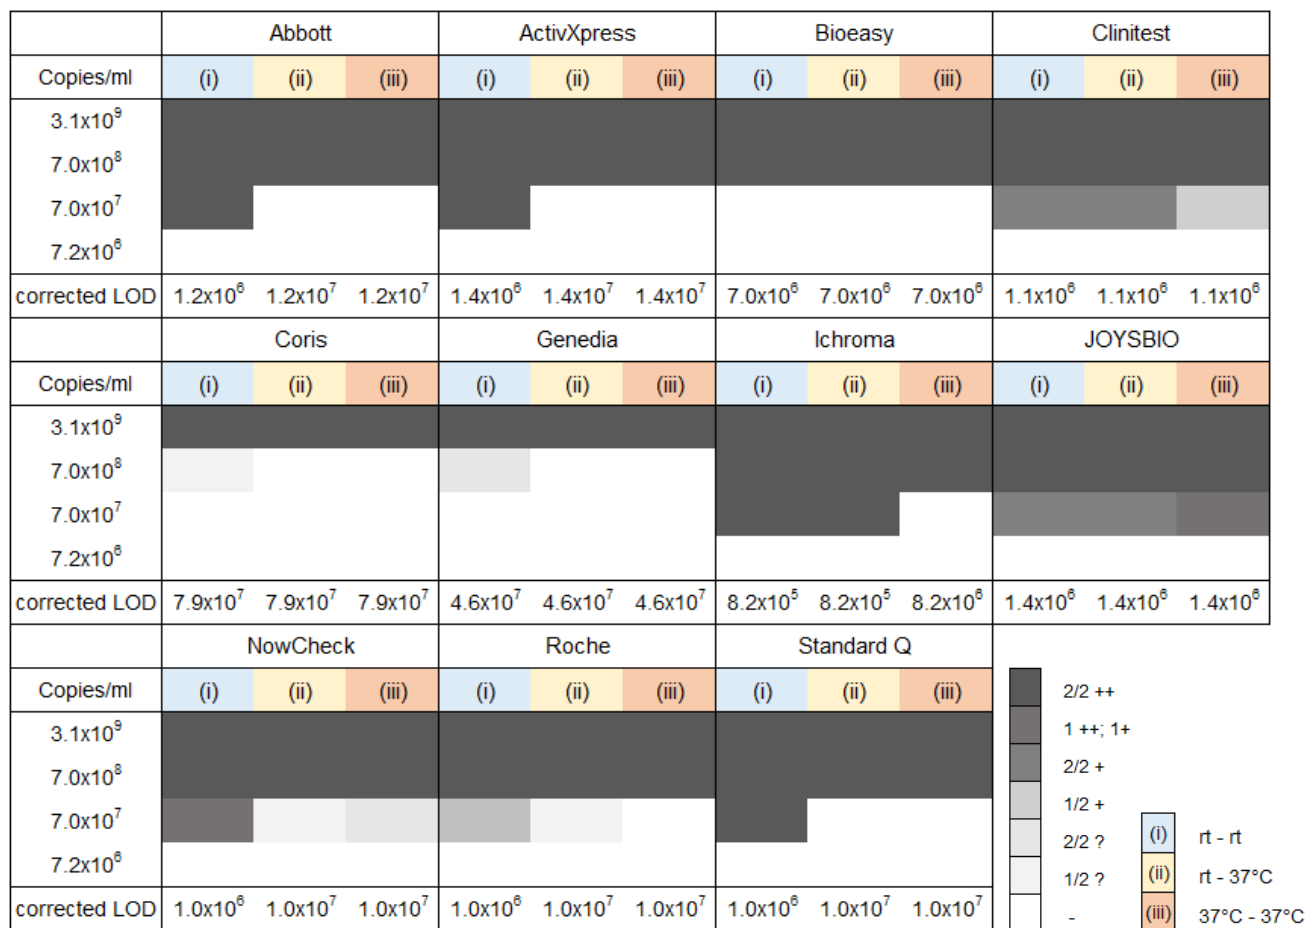 Abbott ActivXpress Bioeasy Clinitest
Copies/ml (i) (ii) (iii) (i) (ii) (iii) (i) (ii) (iii) (i) (ii) (iii)
3.1x10⁹
7.0x10⁸
7.0x10⁷
7.2x10⁶
corrected LOD 1.2x10⁶ 1.2x10⁷ 1.2x10⁷ 1.4x10⁶ 1.4x10⁷ 1.4x10⁷ 7.0x10⁶ 7.0x10⁶ 7.0x10⁶ 1.1x10⁶ 1.1x10⁶ 1.1x10⁶
Coris Genedia Ichroma JOYSBIO
Copies/ml (i) (ii) (iii) (i) (ii) (iii) (i) (ii) (iii) (i) (ii) (iii)
3.1x10⁹
7.0x10⁸
7.0x10⁷
7.2x10⁶
corrected LOD 7.9x10⁷ 7.9x10⁷ 7.9x10⁷ 4.6x10⁷ 4.6x10⁷ 4.6x10⁷ 8.2x10⁵ 8.2x10⁵ 8.2x10⁶ 1.4x10⁶ 1.4x10⁶ 1.4x10⁶
NowCheck Roche Standard Q
Copies/ml (i) (ii) (iii) (i) (ii) (iii) (i) (ii) (iii)
3.1x10⁹
7.0x10⁸
7.0x10⁷
7.2x10⁶
corrected LOD 1.0x10⁶ 1.0x10⁷ 1.0x10⁷ 1.0x10⁶ 1.0x10⁷ 1.0x10⁷ 1.0x10⁶ 1.0x10⁷ 1.0x10⁷
2/2 ++
1 ++; 1+
2/2 +
1/2 +
2/2 ?
1/2 ?
-
(i) rt - rt
(ii) rt - 37°C
(iii) 37°C - 37°C